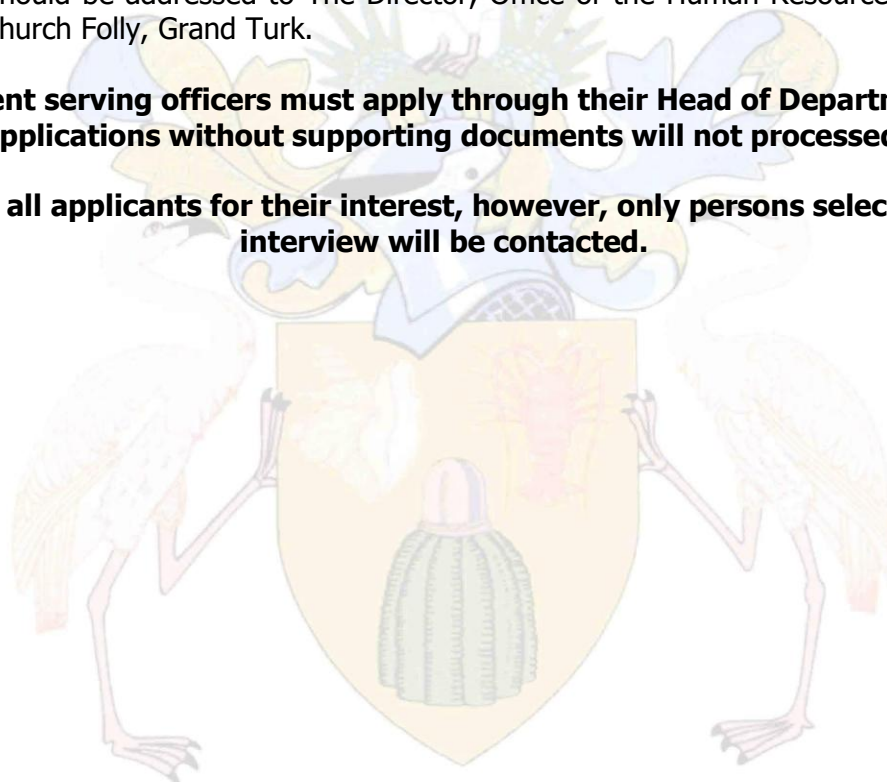 hould be addressed to The Director, Office of the Human Resource
hurch Folly, Grand Turk.
ent serving officers must apply through their Head of Departm
pplications without supporting documents will not processed
all applicants for their interest, however, only persons selec
interview will be contacted.